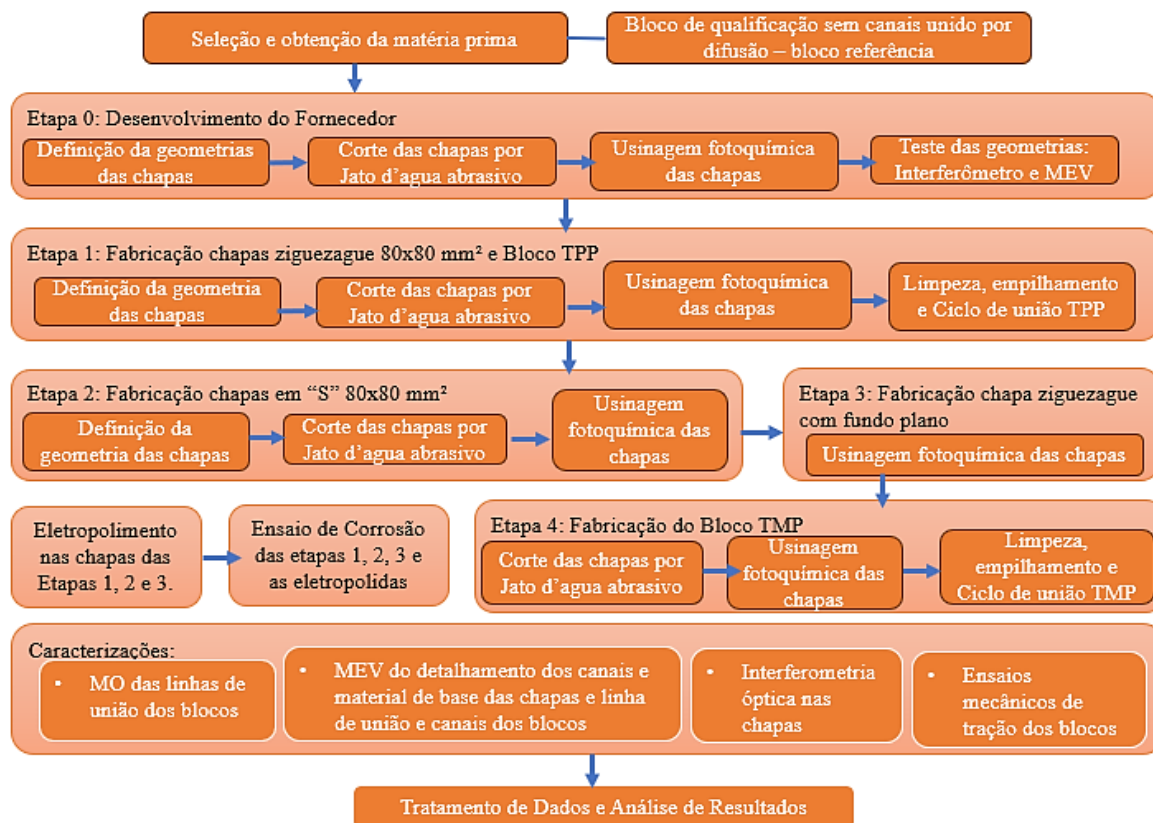 Seleção e obtenção da matéria prima
Bloco de qualificação sem canais unido por
difusão – bloco referência
Etapa 0: Desenvolvimento do Fornecedor
Definição da geometrias
das chapas
Corte das chapas por
Jato d’agua abrasivo
Usinagem fotoquímica
das chapas
Teste das geometrias:
Interferômetro e MEV
Etapa 1: Fabricação chapas ziguezague 80x80 mm² e Bloco TPP
Definição da geometria
das chapas
Corte das chapas por
Jato d’agua abrasivo
Usinagem fotoquímica
das chapas
Limpeza, empilhamento
e Ciclo de união TPP
Etapa 2: Fabricação chapas em “S” 80x80 mm²
Definição da
geometria das chapas
Corte das chapas por
Jato d’agua abrasivo
Usinagem
fotoquímica das
chapas
Etapa 3: Fabricação chapa ziguezague
com fundo plano
Usinagem fotoquímica das chapas
Eletropolimento
nas chapas das
Etapas 1, 2 e 3.
Ensaio de Corrosão
das etapas 1, 2, 3 e
as eletropolidas
Etapa 4: Fabricação do Bloco TMP
Corte das chapas por
Jato d’agua abrasivo
Usinagem
fotoquímica das
chapas
Limpeza,
empilhamento e
Ciclo de união TMP
Caracterizações:
• MO das linhas de
união dos blocos
• MEV do detalhamento dos canais e
material de base das chapas e linha
de união e canais dos blocos
• Interferometria
óptica nas
chapas
• Ensaios
mecânicos de
tração dos blocos
Tratamento de Dados e Análise de Resultados